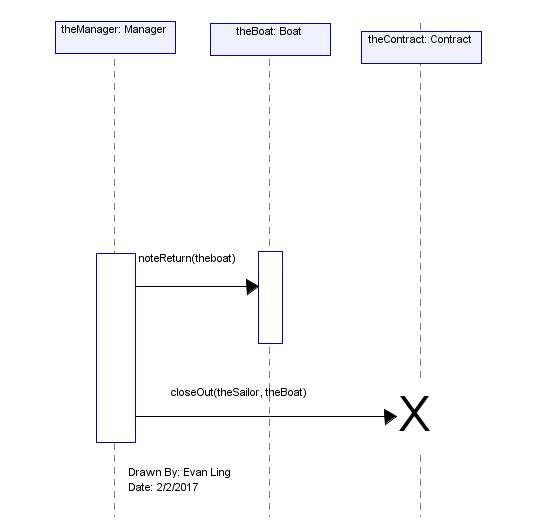 theManager: Manager
theBoat: Boat
theContract: Contract
noteReturn(theboat)
closeOut(theSailor, theBoat)
X
Drawn By: Evan Ling
Date: 2/2/2017